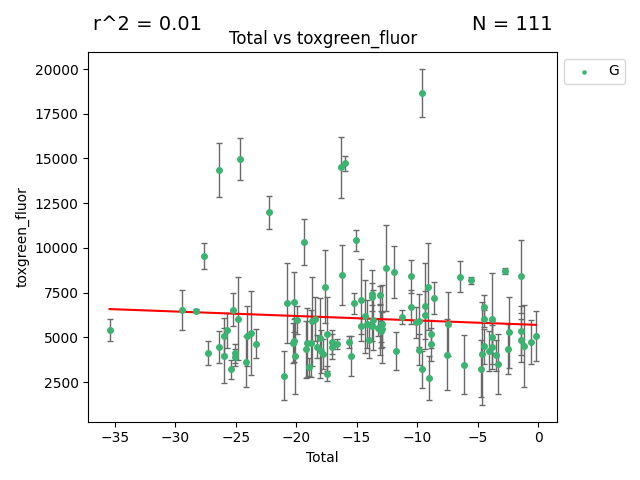 r^2 = 0.01
N = 111
Total vs toxgreen_fluor
G
20000
17500
15000
12500
10000
7500
5000
2500
toxgreen_fluor
−35
−30
−25
−20
−15
−10
−5
0
Total